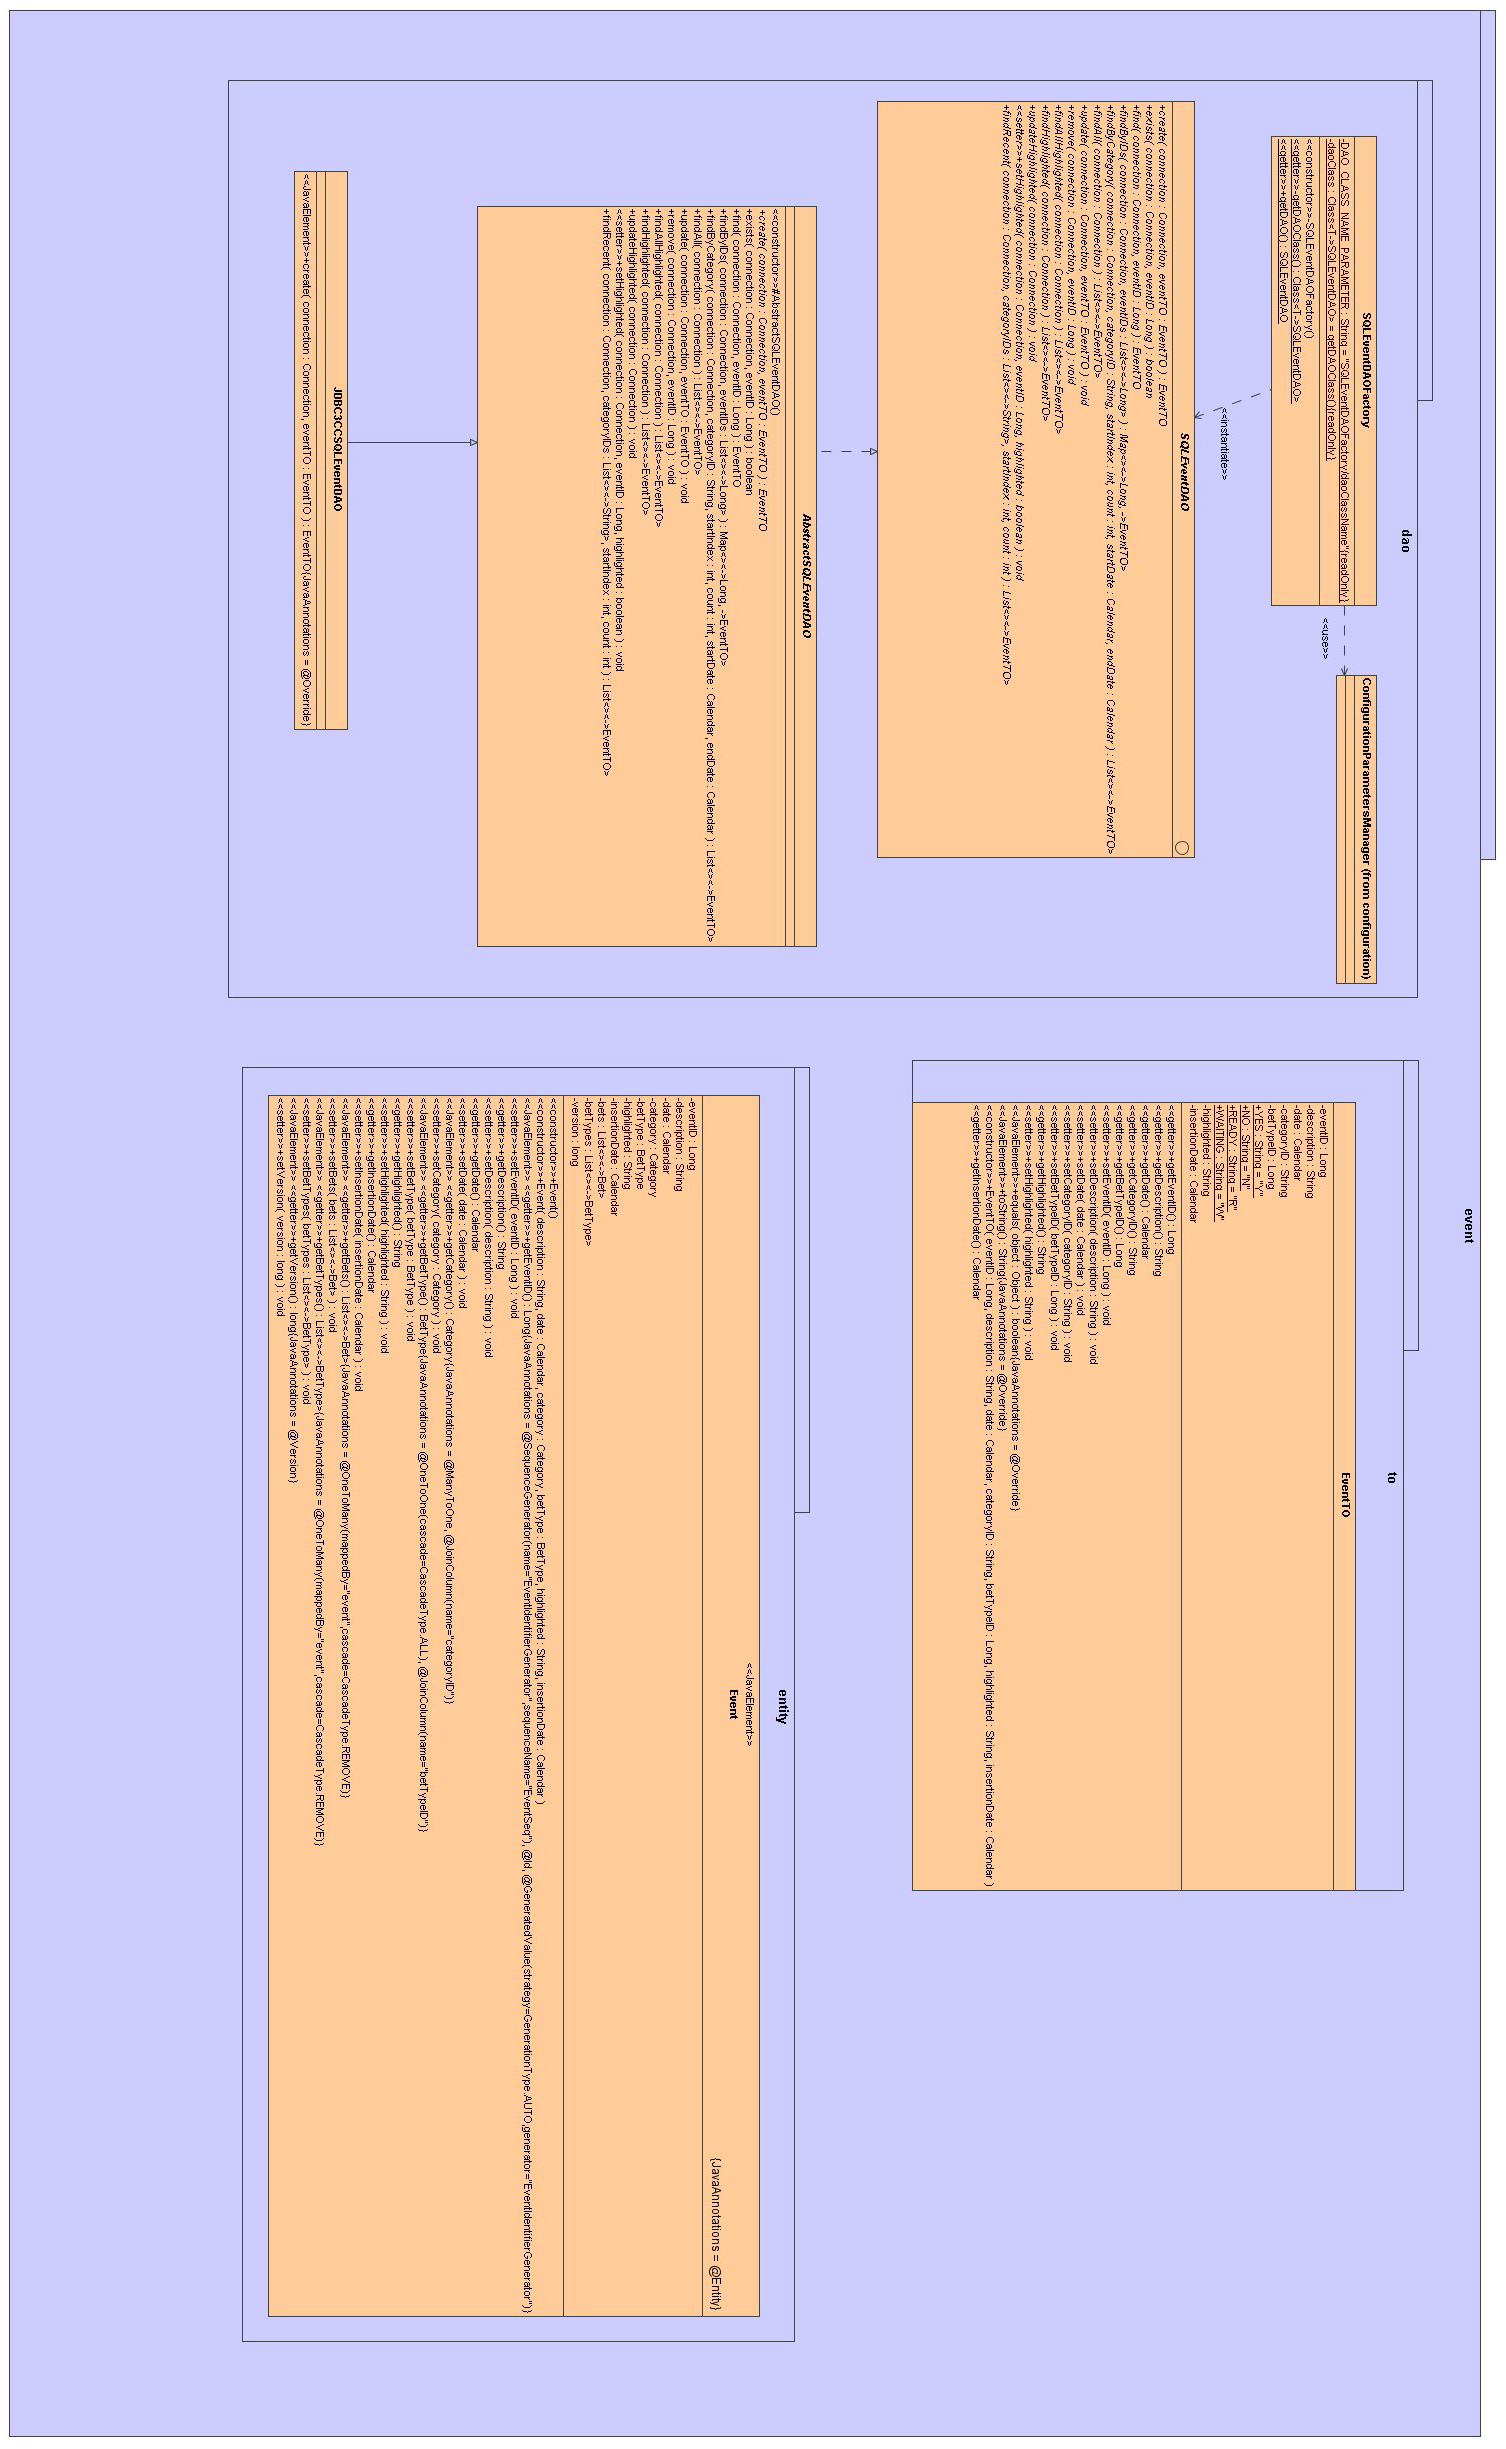 event
dao
SQLEventDAOFactory
-DAO_CLASS_NAME_PARAMETER : String = "SQLEventDAOFactory/daoClassName"{readOnly}
-daoClass : Class<T->SQLEventDAO> = getDAOClass(){readOnly}
<<constructor>>-SQLEventDAOFactory()
<<getter>>-getDAOClass() : Class<T->SQLEventDAO>
<<getter>>+getDAO() : SQLEventDAO
<<use>>
ConfigurationParametersManager (from configuration)
<<instantiate>>
SQLEventDAO
+create( connection : Connection, eventTO : EventTO ) : EventTO
+exists( connection : Connection, eventID : Long ) : boolean
+find( connection : Connection, eventID : Long ) : EventTO
+findByIDs( connection : Connection, eventIDs : List<><->Long> ) : Map<><->Long, ->EventTO>
+findByCategory( connection : Connection, categoryID : String, startIndex : int, count : int, startDate : Calendar, endDate : Calendar ) : List<><->EventTO>
+findAll( connection : Connection ) : List<><->EventTO>
+update( connection : Connection, eventTO : EventTO ) : void
+remove( connection : Connection, eventID : Long ) : void
+findAllHighlighted( connection : Connection ) : List<><->EventTO>
+findHighlighted( connection : Connection ) : List<><->EventTO>
+updateHighlighted( connection : Connection ) : void
<<setter>>+setHighlighted( connection : Connection, eventID : Long, highlighted : boolean ) : void
+findRecent( connection : Connection, categoryIDs : List<><->String>, startIndex : int, count : int ) : List<><->EventTO>
AbstractSQLEventDAO
<<constructor>>#AbstractSQLEventDAO()
+create( connection : Connection, eventTO : EventTO ) : EventTO
+exists( connection : Connection, eventID : Long ) : boolean
+find( connection : Connection, eventID : Long ) : EventTO
+findByIDs( connection : Connection, eventIDs : List<><->Long> ) : Map<><->Long, ->EventTO>
+findByCategory( connection : Connection, categoryID : String, startIndex : int, count : int, startDate : Calendar, endDate : Calendar ) : List<><->EventTO>
+findAll( connection : Connection ) : List<><->EventTO>
+update( connection : Connection, eventTO : EventTO ) : void
+remove( connection : Connection, eventID : Long ) : void
+findAllHighlighted( connection : Connection ) : List<><->EventTO>
+findHighlighted( connection : Connection ) : List<><->EventTO>
+updateHighlighted( connection : Connection ) : void
<<setter>>+setHighlighted( connection : Connection, eventID : Long, highlighted : boolean ) : void
+findRecent( connection : Connection, categoryIDs : List<><->String>, startIndex : int, count : int ) : List<><->EventTO>
JDBC3CCSQLEventDAO
<<JavaElement>>+create( connection : Connection, eventTO : EventTO ) : EventTO{JavaAnnotations = @Override}
to
EventTO
-eventID : Long
-description : String
-date : Calendar
-categoryID : String
-betTypeID : Long
+YES : String = "Y"
+NO : String = "N"
+READY : String = "R"
+WAITING : String = "W"
-highlighted : String
-insertionDate : Calendar
<<getter>>+getEventID() : Long
<<getter>>+getDescription() : String
<<getter>>+getDate() : Calendar
<<getter>>+getCategoryID() : String
<<getter>>+getBetTypeID() : Long
<<setter>>+setEventID( eventID : Long ) : void
<<setter>>+setDescription( description : String ) : void
<<setter>>+setDate( date : Calendar ) : void
<<setter>>+setCategoryID( categoryID : String ) : void
<<setter>>+setBetTypeID( betTypeID : Long ) : void
<<getter>>+getHighlighted() : String
<<setter>>+setHighlighted( highlighted : String ) : void
<<JavaElement>>+equals( object : Object ) : boolean{JavaAnnotations = @Override}
<<JavaElement>>+toString() : String{JavaAnnotations = @Override}
<<constructor>>+EventTO( eventID : Long, description : String, date : Calendar, categoryID : String, betTypeID : Long, highlighted : String, insertionDate : Calendar )
<<getter>>+getInsertionDate() : Calendar
entity
<<JavaElement>>
Event
{JavaAnnotations = @Entity}
-eventID : Long
-description : String
-date : Calendar
-category : Category
-betType : BetType
-highlighted : String
-insertionDate : Calendar
-bets : List<><->Bet>
-betTypes : List<><->BetType>
-version : long
<<constructor>>+Event()
<<constructor>>+Event( description : String, date : Calendar, category : Category, betType : BetType, highlighted : String, insertionDate : Calendar )
<<JavaElement>> <<getter>>+getEventID() : Long{JavaAnnotations = @SequenceGenerator(name="EventIdentifierGenerator",sequenceName="EventSeq"), @Id, @GeneratedValue(strategy=GenerationType.AUTO,generator="EventIdentifierGenerator")}
<<setter>>+setEventID( eventID : Long ) : void
<<getter>>+getDescription() : String
<<setter>>+setDescription( description : String ) : void
<<getter>>+getDate() : Calendar
<<setter>>+setDate( date : Calendar ) : void
<<JavaElement>> <<getter>>+getCategory() : Category{JavaAnnotations = @ManyToOne, @JoinColumn(name="categoryID")}
<<setter>>+setCategory( category : Category ) : void
<<JavaElement>> <<getter>>+getBetType() : BetType{JavaAnnotations = @OneToOne(cascade=CascadeType.ALL), @JoinColumn(name="betTypeID")}
<<setter>>+setBetType( betType : BetType ) : void
<<getter>>+getHighlighted() : String
<<setter>>+setHighlighted( highlighted : String ) : void
<<getter>>+getInsertionDate() : Calendar
<<setter>>+setInsertionDate( insertionDate : Calendar ) : void
<<JavaElement>> <<getter>>+getBets() : List<><->Bet>{JavaAnnotations = @OneToMany(mappedBy="event",cascade=CascadeType.REMOVE)}
<<setter>>+setBets( bets : List<><->Bet> ) : void
<<JavaElement>> <<getter>>+getBetTypes() : List<><->BetType>{JavaAnnotations = @OneToMany(mappedBy="event",cascade=CascadeType.REMOVE)}
<<setter>>+setBetTypes( betTypes : List<><->BetType> ) : void
<<JavaElement>> <<getter>>+getVersion() : long{JavaAnnotations = @Version}
<<setter>>+setVersion( version : long ) : void